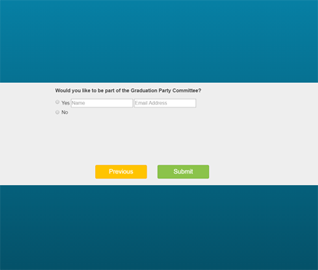 Would you like to be part of the Graduation Party Committee?
Yes Name Email Address
No
Previous Submit